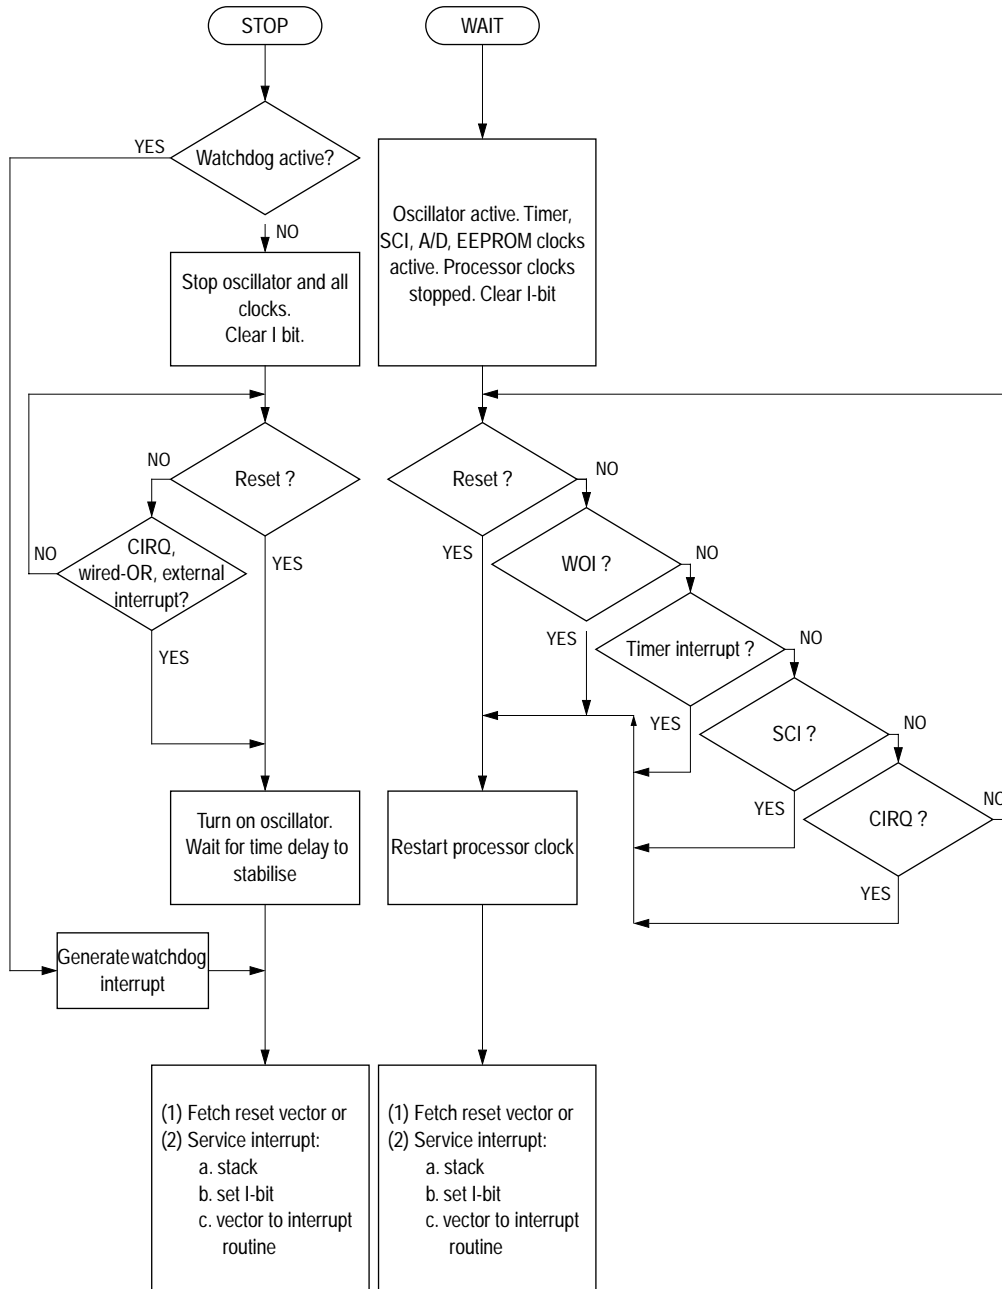 STOP
WAIT
YES
Watchdog active?
NO
Stop oscillator and all
clocks.
Clear I bit.
Oscillator active. Timer,
SCI, A/D, EEPROM clocks
active. Processor clocks
stopped. Clear I-bit
NO
Reset ?
YES
NO
CIRQ,
wired-OR, external
interrupt?
YES
Reset ?
NO
YES
WOI ?
NO
YES
Timer interrupt ?
NO
YES
SCI ?
NO
YES
CIRQ ?
NO
YES
Turn on oscillator.
Wait for time delay to
stabilise
Restart processor clock
Generate watchdog
interrupt
(1) Fetch reset vector or
(2) Service interrupt:
a. stack
b. set I-bit
c. vector to interrupt
routine
(1) Fetch reset vector or
(2) Service interrupt:
a. stack
b. set I-bit
c. vector to interrupt
routine